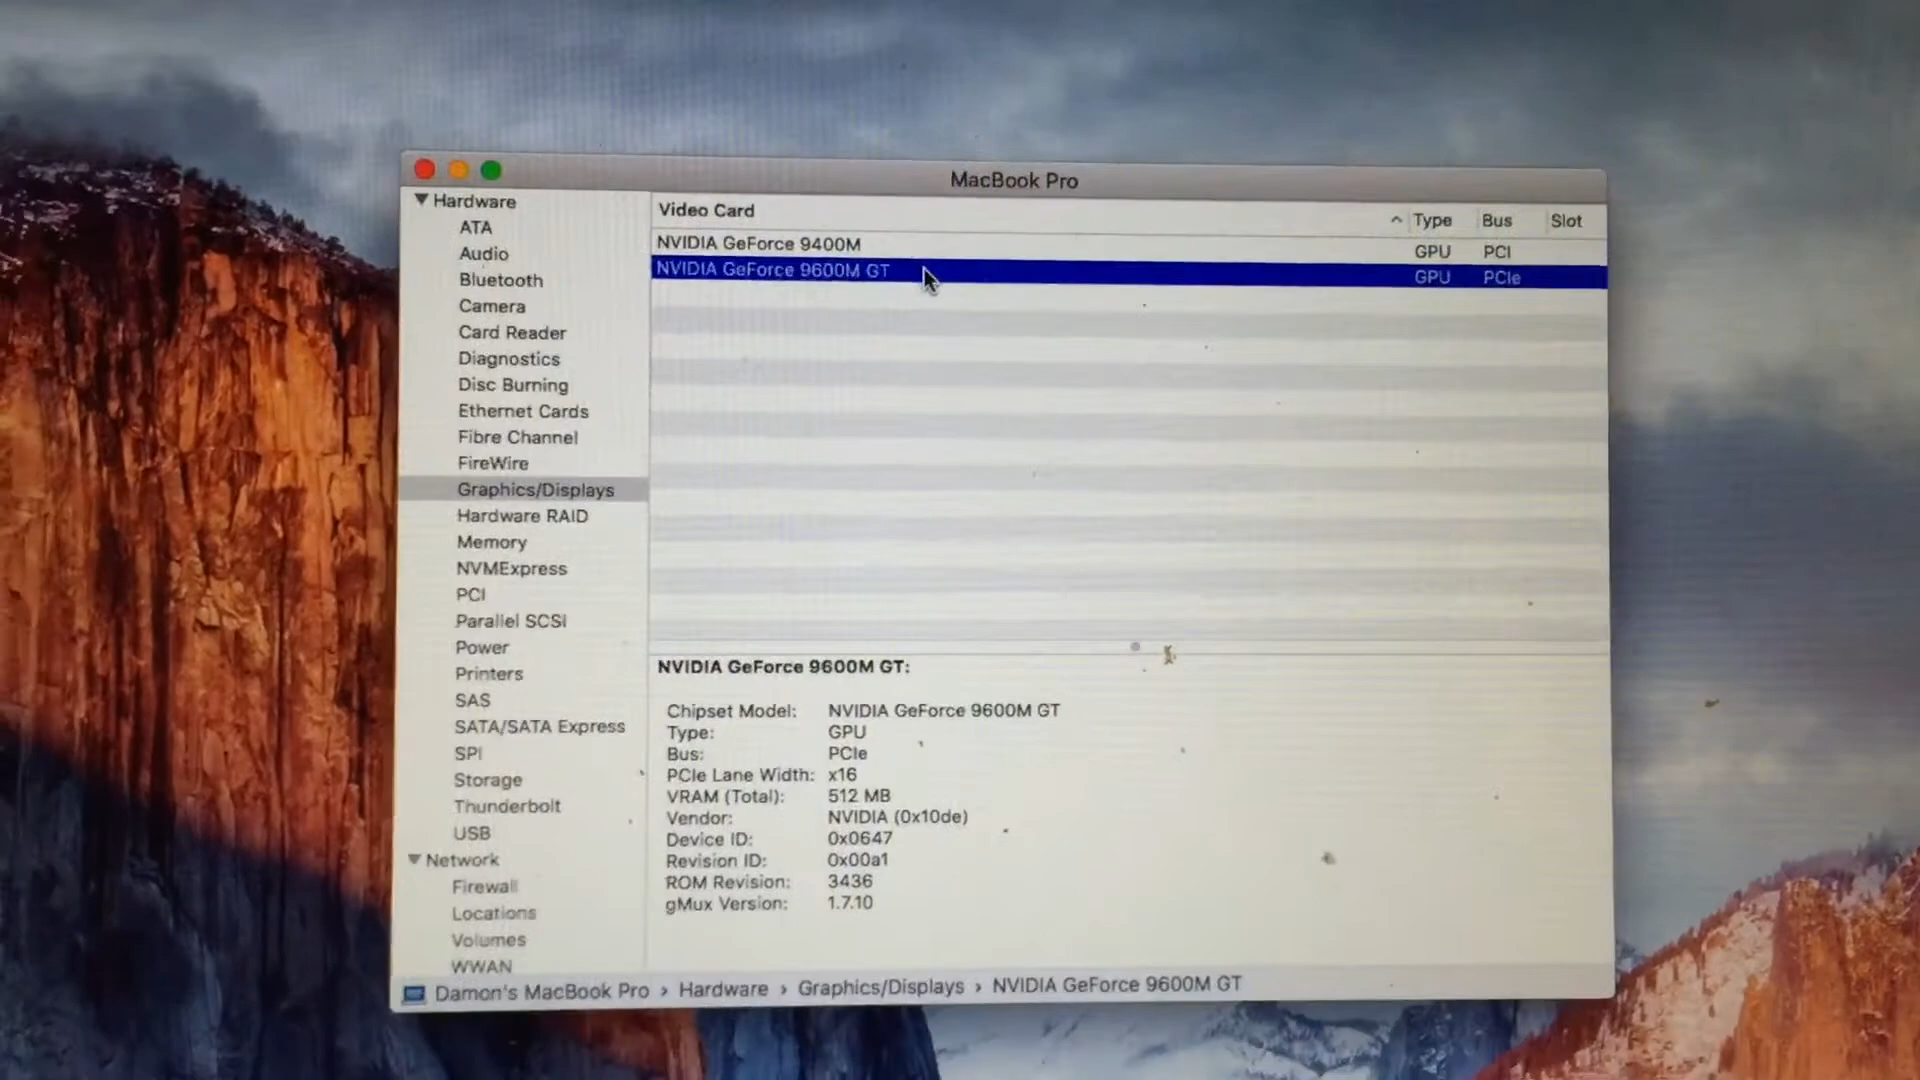 MacBook Pro
Hardware
ATA
Audio
Bluetooth
Camera
Card Reader
Diagnostics
Disc Burning
Ethernet Cards
Fibre Channel
FireWire
Graphics/Displays
Hardware RAID
Memory
NVMExpress
PCI
Parallel SCSI
Power
Printers
SAS
SATA/SATA Express
SPI
Storage
Thunderbolt
USB
Network
Firewall
Locations
Volumes
WWAN
Video Card Type Bus Slot
NVIDIA GeForce 9400M GPU PCI
NVIDIA GeForce 9600M GT GPU PCIe
NVIDIA GeForce 9600M GT:
Chipset Model: NVIDIA GeForce 9600M GT
Type: GPU
Bus: PCIe
PCIe Lane Width: x16
VRAM (Total): 512 MB
Vendor: NVIDIA (0x10de)
Device ID: 0x0647
Revision ID: 0x00a1
ROM Revision: 3436
gMux Version: 1.7.10
Damon's MacBook Pro › Hardware › Graphics/Displays › NVIDIA GeForce 9600M GT